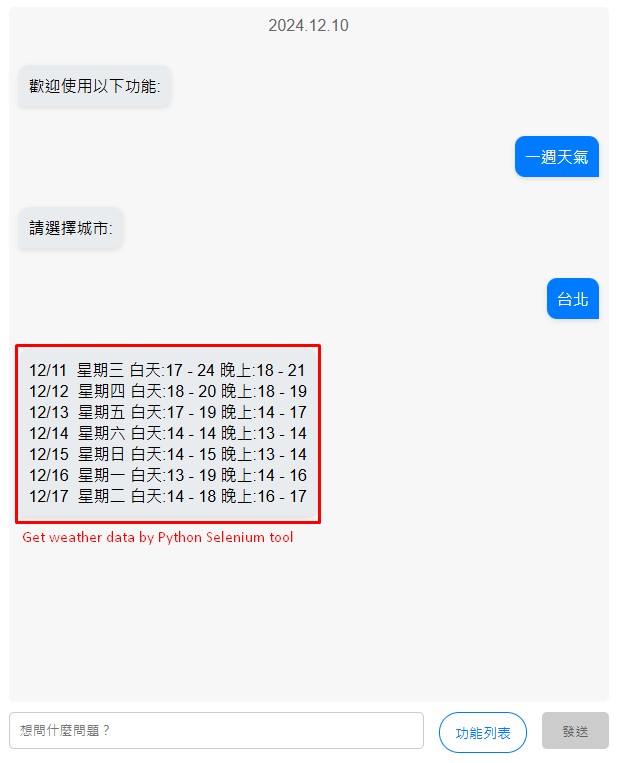 2024.12.10
歡迎使用以下功能:
一週天氣
請選擇城市:
台北
12/11 星期三 白天:17 - 24 晚上:18 - 21
12/12 星期四 白天:18 - 20 晚上:18 - 19
12/13 星期五 白天:17 - 19 晚上:14 - 17
12/14 星期六 白天:14 - 14 晚上:13 - 14
12/15 星期日 白天:14 - 15 晚上:13 - 14
12/16 星期一 白天:13 - 19 晚上:14 - 16
12/17 星期二 白天:14 - 18 晚上:16 - 17
Get weather data by Python Selenium tool
想問什麼問題？
功能列表
發送